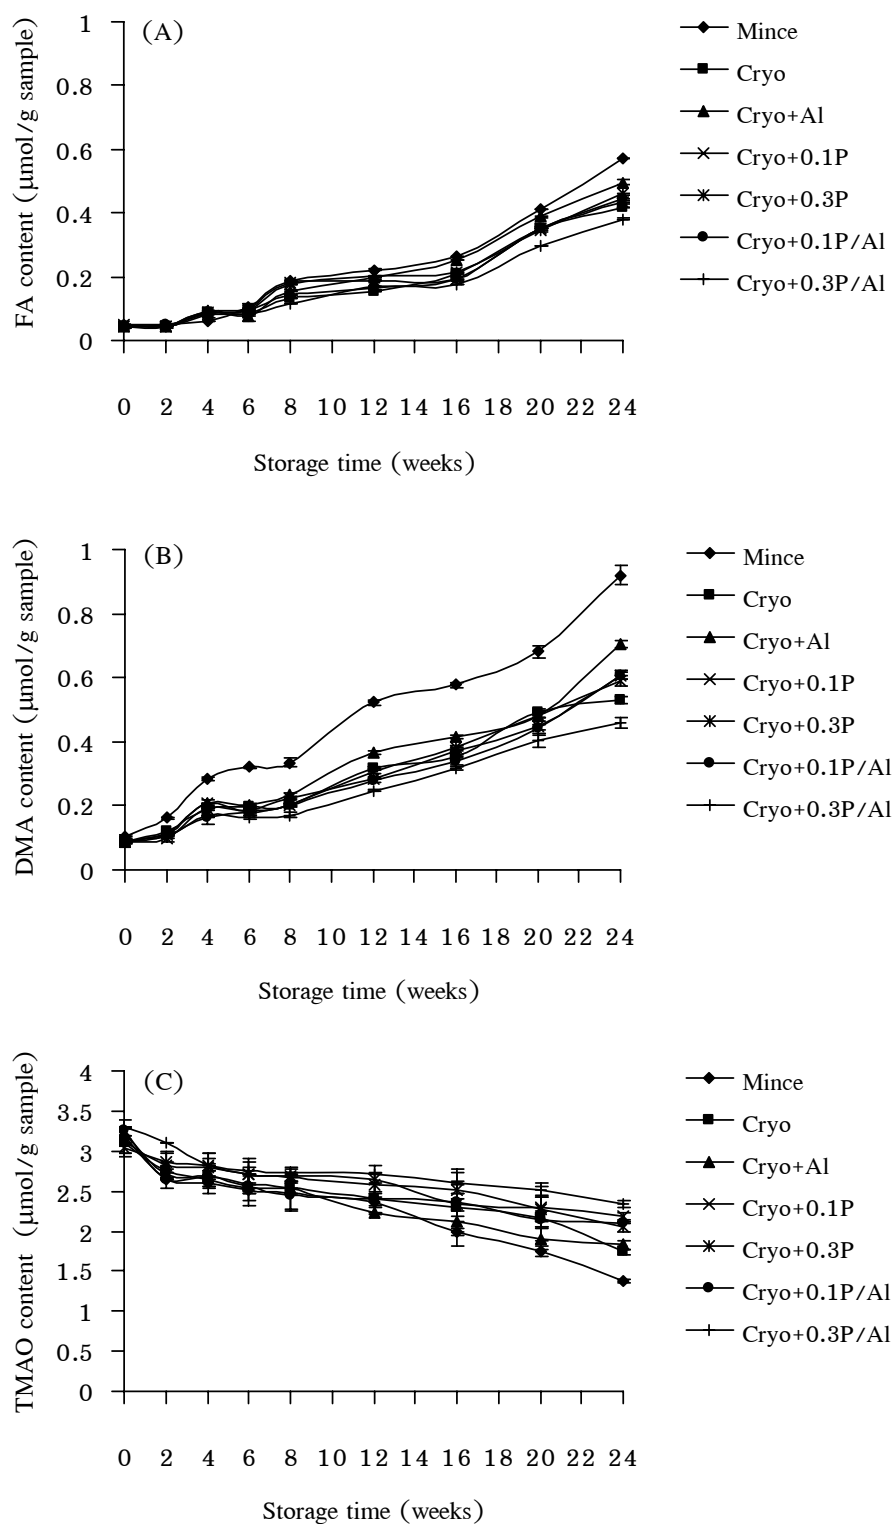 (A)
FA content (µmol/g sample)
1
0.8
0.6
0.4
0.2
0
0 2 4 6 8 10 12 14 16 18 20 22 24
Storage time (weeks)
Mince
Cryo
Cryo+Al
Cryo+0.1P
Cryo+0.3P
Cryo+0.1P/Al
Cryo+0.3P/Al
(B)
DMA content (µmol/g sample)
1
0.8
0.6
0.4
0.2
0
0 2 4 6 8 10 12 14 16 18 20 22 24
Storage time (weeks)
Mince
Cryo
Cryo+Al
Cryo+0.1P
Cryo+0.3P
Cryo+0.1P/Al
Cryo+0.3P/Al
(C)
TMAO content (µmol/g sample)
4
3.5
3
2.5
2
1.5
1
0.5
0
0 2 4 6 8 10 12 14 16 18 20 22 24
Storage time (weeks)
Mince
Cryo
Cryo+Al
Cryo+0.1P
Cryo+0.3P
Cryo+0.1P/Al
Cryo+0.3P/Al